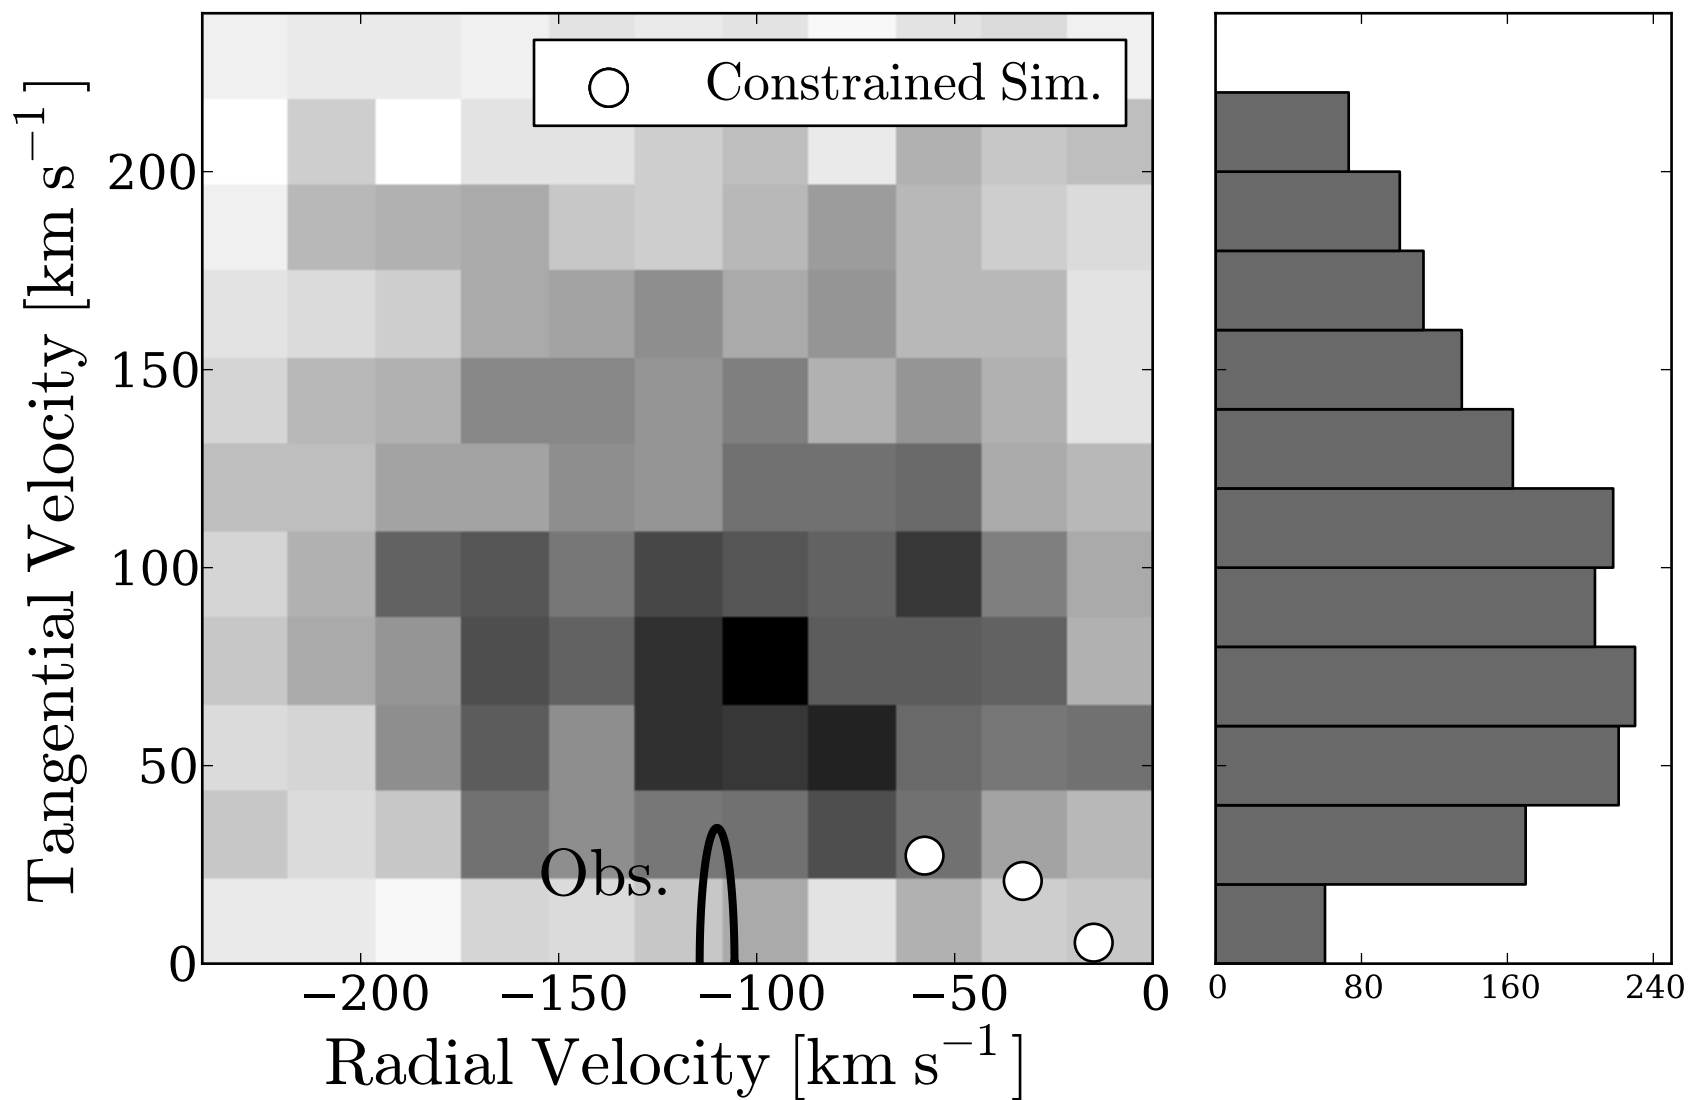 Constrained Sim.
Tangential Velocity [km s⁻¹]
200
150
100
50
0
Obs.
−200 −150 −100 −50 0
Radial Velocity [km s⁻¹]
0 80 160 240